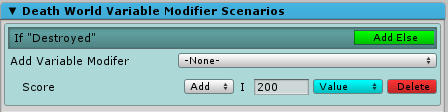 ▼ Death World Variable Modifier Scenarios
If "Destroyed" Add Else
Add Variable Modifer -None-
Score Add I 200 Value Delete